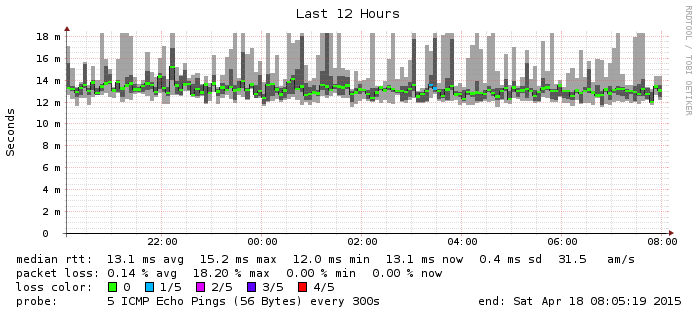 Last 12 Hours
RRDTOOL / TOBI OETIKER
Seconds
18 m
16 m
14 m
12 m
10 m
8 m
6 m
4 m
2 m
0
22:00 00:00 02:00 04:00 06:00 08:00
median rtt: 13.1 ms avg 15.2 ms max 12.0 ms min 13.1 ms now 0.4 ms sd 31.5 am/s
packet loss: 0.14 % avg 18.20 % max 0.00 % min 0.00 % now
loss color: 0 1/5 2/5 3/5 4/5
probe: 5 ICMP Echo Pings (56 Bytes) every 300s end: Sat Apr 18 08:05:19 2015